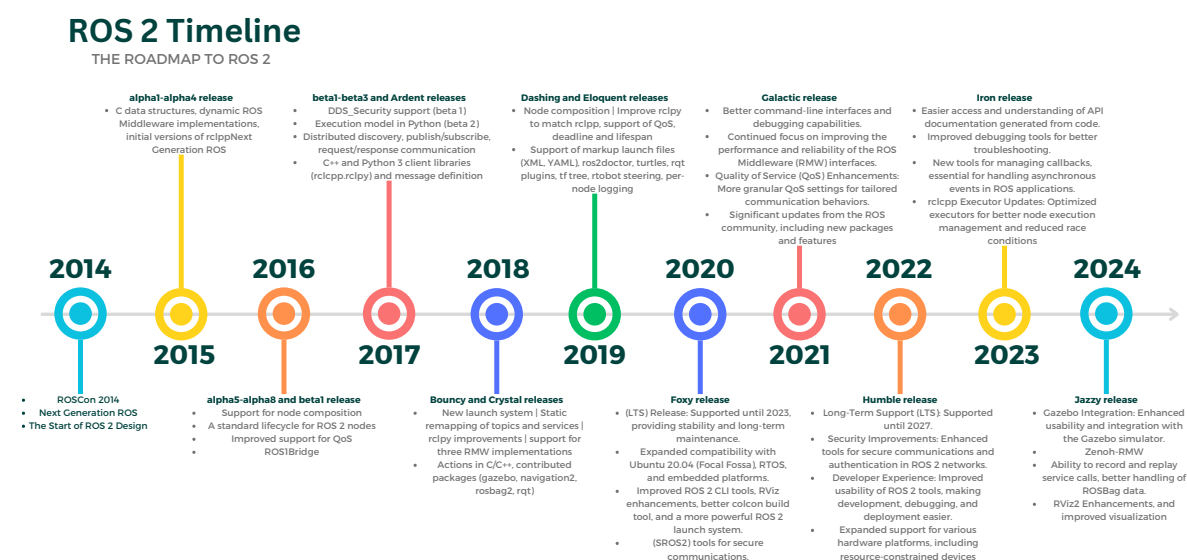 ROS 2 Timeline
THE ROADMAP TO ROS 2
alpha1-alpha4 release
• C data structures, dynamic ROS
Middleware implementations,
initial versions of rclppNext
Generation ROS
beta1-beta3 and Ardent releases
• DDS_Security support (beta 1)
• Execution model in Python (beta 2)
• Distributed discovery, publish/subscribe,
request/response communication
• C++ and Python 3 client libraries
(rclcpp.rclpy) and message definition
Dashing and Eloquent releases
• Node composition | Improve rclpy
to match rclpp, support of QoS,
deadline and lifespan
• Support of markup launch files
(XML, YAML), ros2doctor, turtles, rqt
plugins, tf tree, rtobot steering, per-
node logging
Galactic release
• Better command-line interfaces and
debugging capabilities.
• Continued focus on improving the
performance and reliability of the ROS
Middleware (RMW) interfaces.
• Quality of Service (QoS) Enhancements:
More granular QoS settings for tailored
communication behaviors.
• Significant updates from the ROS
community, including new packages
and features
Iron release
• Easier access and understanding of API
documentation generated from code.
• Improved debugging tools for better
troubleshooting.
• New tools for managing callbacks,
essential for handling asynchronous
events in ROS applications.
• rclcpp Executor Updates: Optimized
executors for better node execution
management and reduced race
conditions
2014
2016
2018
2020
2022
2024
2015
2017
2019
2021
2023
• ROSCon 2014
• Next Generation ROS
• The Start of ROS 2 Design
alpha5-alpha8 and beta1 release
• Support for node composition
• A standard lifecycle for ROS 2 nodes
• Improved support for QoS
• ROS1Bridge
Bouncy and Crystal releases
• New launch system | Static
remapping of topics and services |
rclpy improvements | support for
three RMW implementations
• Actions in C/C++, contributed
packages (gazebo, navigation2,
rosbag2, rqt)
Foxy release
• (LTS) Release: Supported until 2023,
providing stability and long-term
maintenance.
• Expanded compatibility with
Ubuntu 20.04 (Focal Fossa), RTOS,
and embedded platforms.
• Improved ROS 2 CLI tools, RViz
enhancements, better colcon build
tool, and a more powerful ROS 2
launch system.
• (SROS2) tools for secure
communications.
Humble release
• Long-Term Support (LTS): Supported
until 2027.
• Security Improvements: Enhanced
tools for secure communications and
authentication in ROS 2 networks.
• Developer Experience: Improved
usability of ROS 2 tools, making
development, debugging, and
deployment easier.
• Expanded support for various
hardware platforms, including
resource-constrained devices
Jazzy release
• Gazebo Integration: Enhanced
usability and integration with
the Gazebo simulator.
• Zenoh-RMW
• Ability to record and replay
service calls, better handling of
ROSBag data.
• RViz2 Enhancements, and
improved visualization